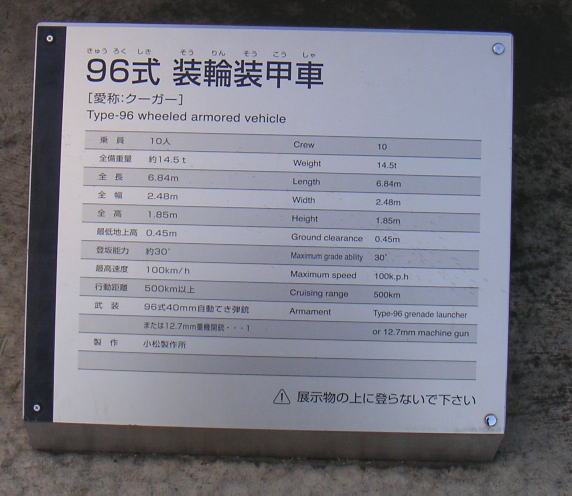 きゅうろくしき そうりんそうこうしゃ
96式 装輪装甲車
[愛称:クーガー]
Type-96 wheeled armored vehicle
乗員 10人 Crew 10
全備重量 約14.5t Weight 14.5t
全長 6.84m Length 6.84m
全幅 2.48m Width 2.48m
全高 1.85m Height 1.85m
最低地上高 0.45m Ground clearance 0.45m
登坂能力 約30° Maximum grade ability 30°
最高速度 100km/h Maximum speed 100k.p.h
行動距離 500km以上 Cruising range 500km
武装 96式40mm自動てき弾銃 Armament Type-96 grenade launcher
または12.7mm重機関銃・・・1 or 12.7mm machine gun
製作 小松製作所
展示物の上に登らないで下さい